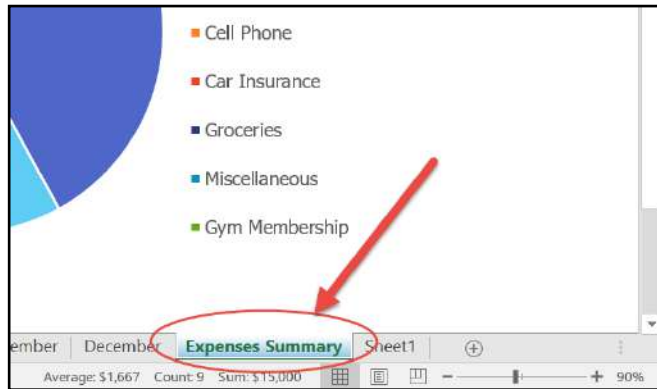 Cell Phone
Car Insurance
Groceries
Miscellaneous
Gym Membership
ember December Expenses Summary Sheet1
Average: $1,667 Count: 9 Sum: $15,000 90%